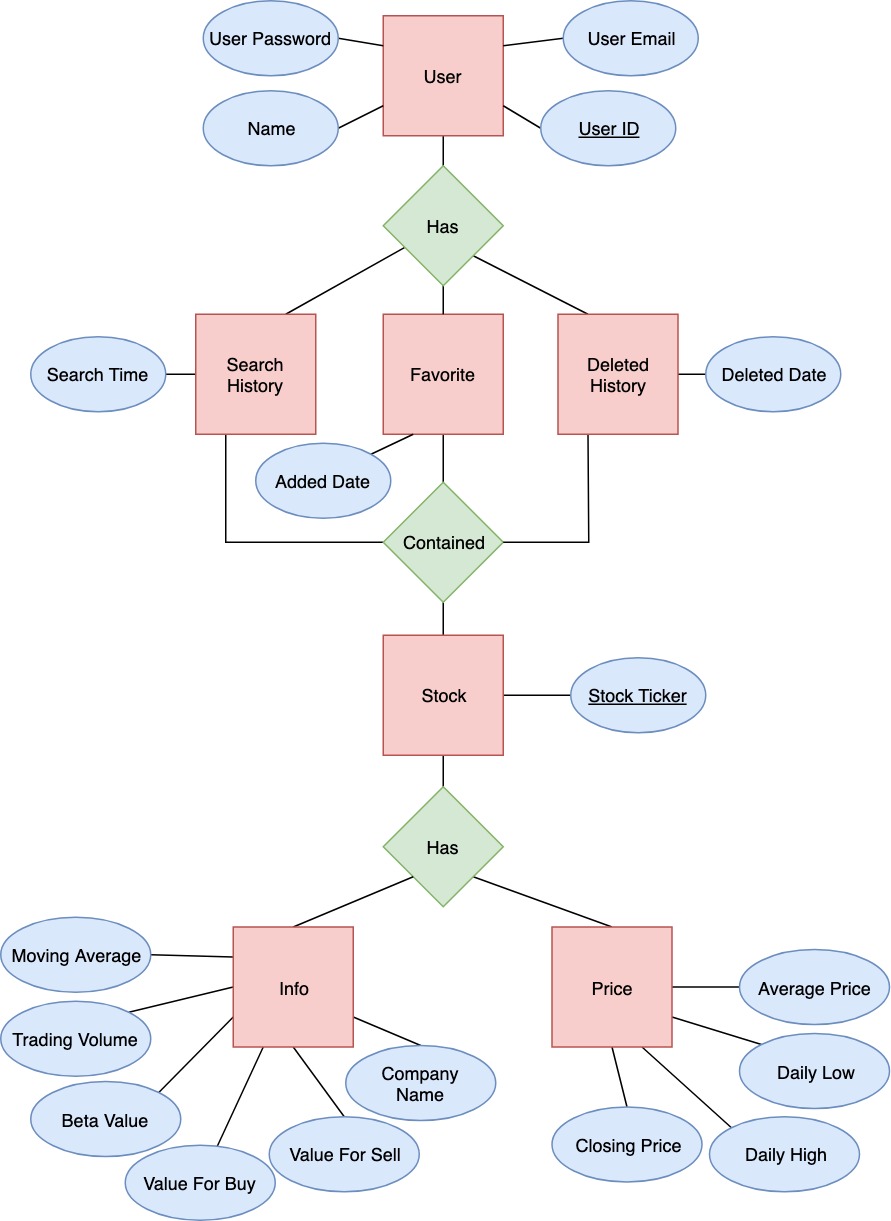 User Password
User
User Email
Name
User ID
Has
Search Time
Search
History
Favorite
Deleted
History
Deleted Date
Added Date
Contained
Stock
Stock Ticker
Has
Moving Average
Info
Price
Average Price
Trading Volume
Company
Name
Daily Low
Beta Value
Value For Buy
Value For Sell
Closing Price
Daily High